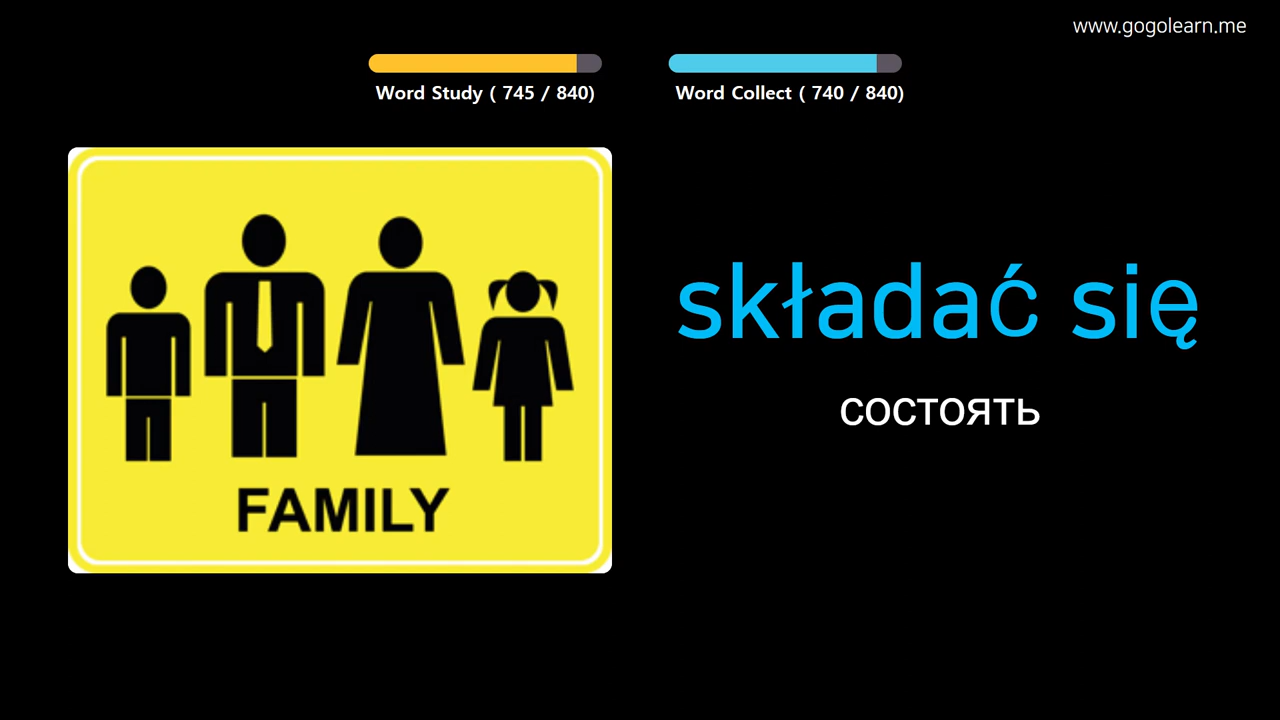 www.gogolearn.me
Word Study ( 745 / 840)
Word Collect ( 740 / 840)
FAMILY
składać się
состоять